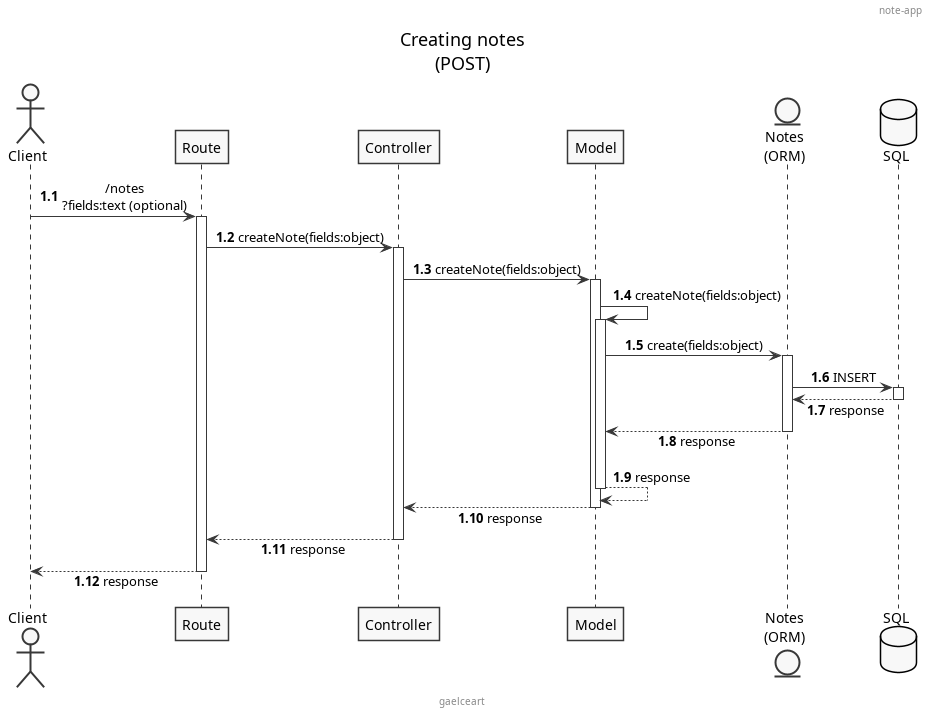 note-app
Creating notes
(POST)
Client
Route
Controller
Model
Notes
(ORM)
SQL
1.1 /notes
?fields:text (optional)
1.2 createNote(fields:object)
1.3 createNote(fields:object)
1.4 createNote(fields:object)
1.5 create(fields:object)
1.6 INSERT
1.7 response
1.8 response
1.9 response
1.10 response
1.11 response
1.12 response
Client
Route
Controller
Model
Notes
(ORM)
SQL
gaelceart